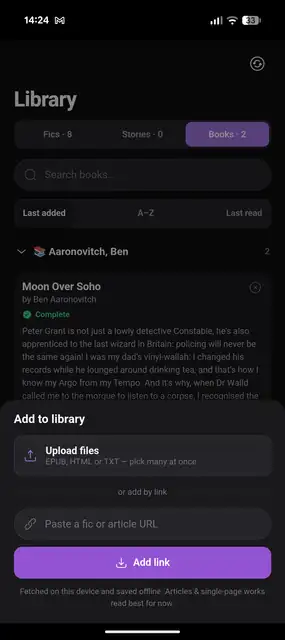 14:24
33
Library
Fics · 8
Stories · 0
Books · 2
Search books...
Last added
A–Z
Last read
📚 Aaronovitch, Ben
2
Moon Over Soho
by Ben Aaronovitch
Complete
Peter Grant is not just a lowly detective Constable, he's also
apprenticed to the last wizard in Britain: policing will never be
the same again! I was my dad's vinyl-wallah: I changed his
records while he lounged around drinking tea, and that's how I
know my Argo from my Tempo. And it's why, when Dr Walid
called me to the morgue to listen to a corpse, I recognised the
Add to library
Upload files
EPUB, HTML or TXT — pick many at once
or add by link
Paste a fic or article URL
Add link
Fetched on this device and saved offline. Articles & single-page works
read best for now.